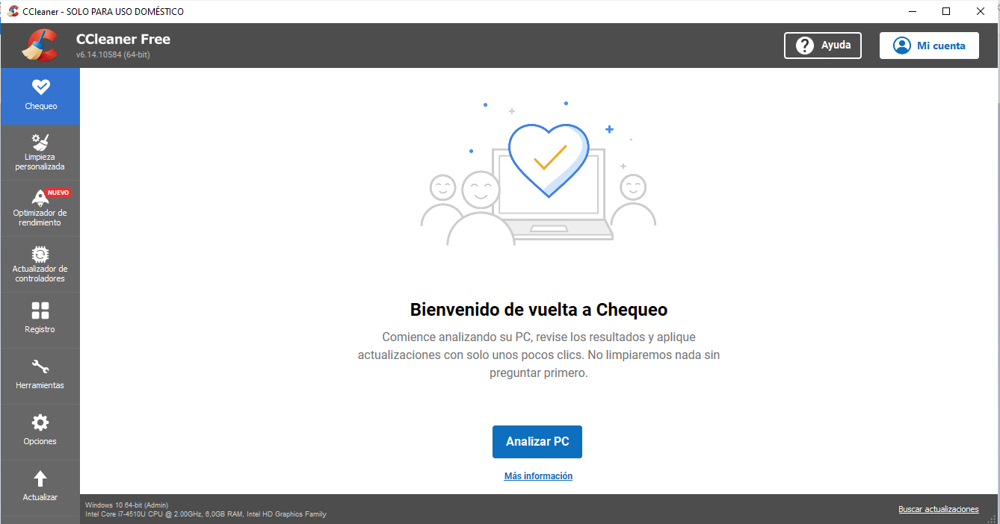 CCleaner - SOLO PARA USO DOMÉSTICO
CCleaner Free
v6.14.10584 (64-bit)
Ayuda
Mi cuenta
Chequeo
Limpieza
personalizada
NUEVO
Optimizador de
rendimiento
Actualizador de
controladores
Registro
Herramientas
Opciones
Actualizar
Bienvenido de vuelta a Chequeo
Comience analizando su PC, revise los resultados y aplique
actualizaciones con solo unos pocos clics. No limpiaremos nada sin
preguntar primero.
Analizar PC
Más información
Windows 10 64-bit (Admin)
Intel Core i7-4510U CPU @ 2.00GHz, 6,0GB RAM, Intel HD Graphics Family
Buscar actualizaciones